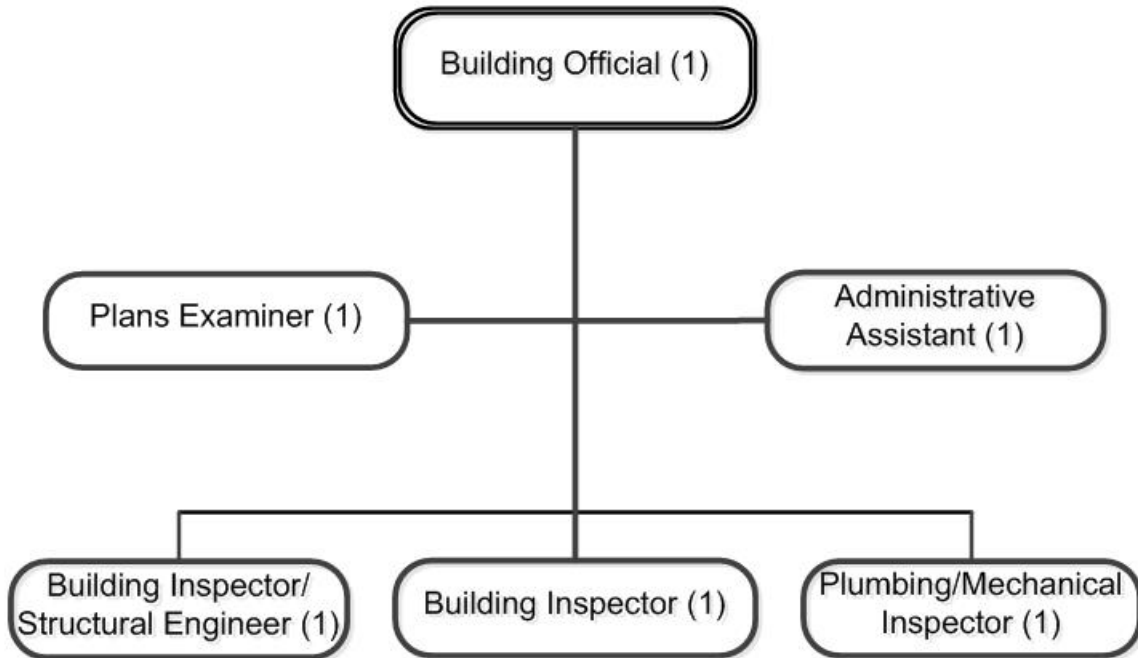 Building Official (1)
Plans Examiner (1)
Administrative
Assistant (1)
Building Inspector/
Structural Engineer (1)
Building Inspector (1)
Plumbing/Mechanical
Inspector (1)